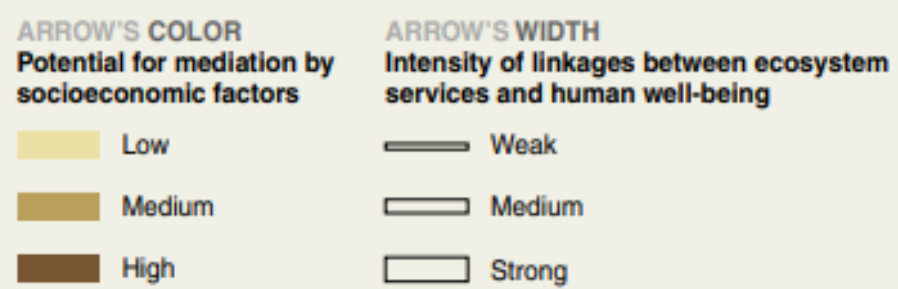 ARROW'S COLOR
Potential for mediation by
socioeconomic factors
Low
Medium
High
ARROW'S WIDTH
Intensity of linkages between ecosystem
services and human well-being
Weak
Medium
Strong